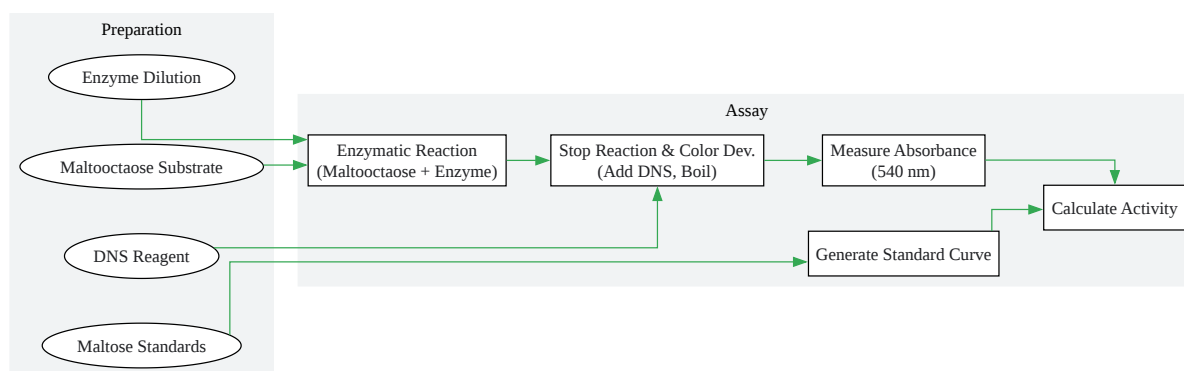 Preparation
Enzyme Dilution
Maltooctaose Substrate
DNS Reagent
Maltose Standards
Assay
Enzymatic Reaction
(Maltooctaose + Enzyme)
Stop Reaction & Color Dev.
(Add DNS, Boil)
Measure Absorbance
(540 nm)
Calculate Activity
Generate Standard Curve